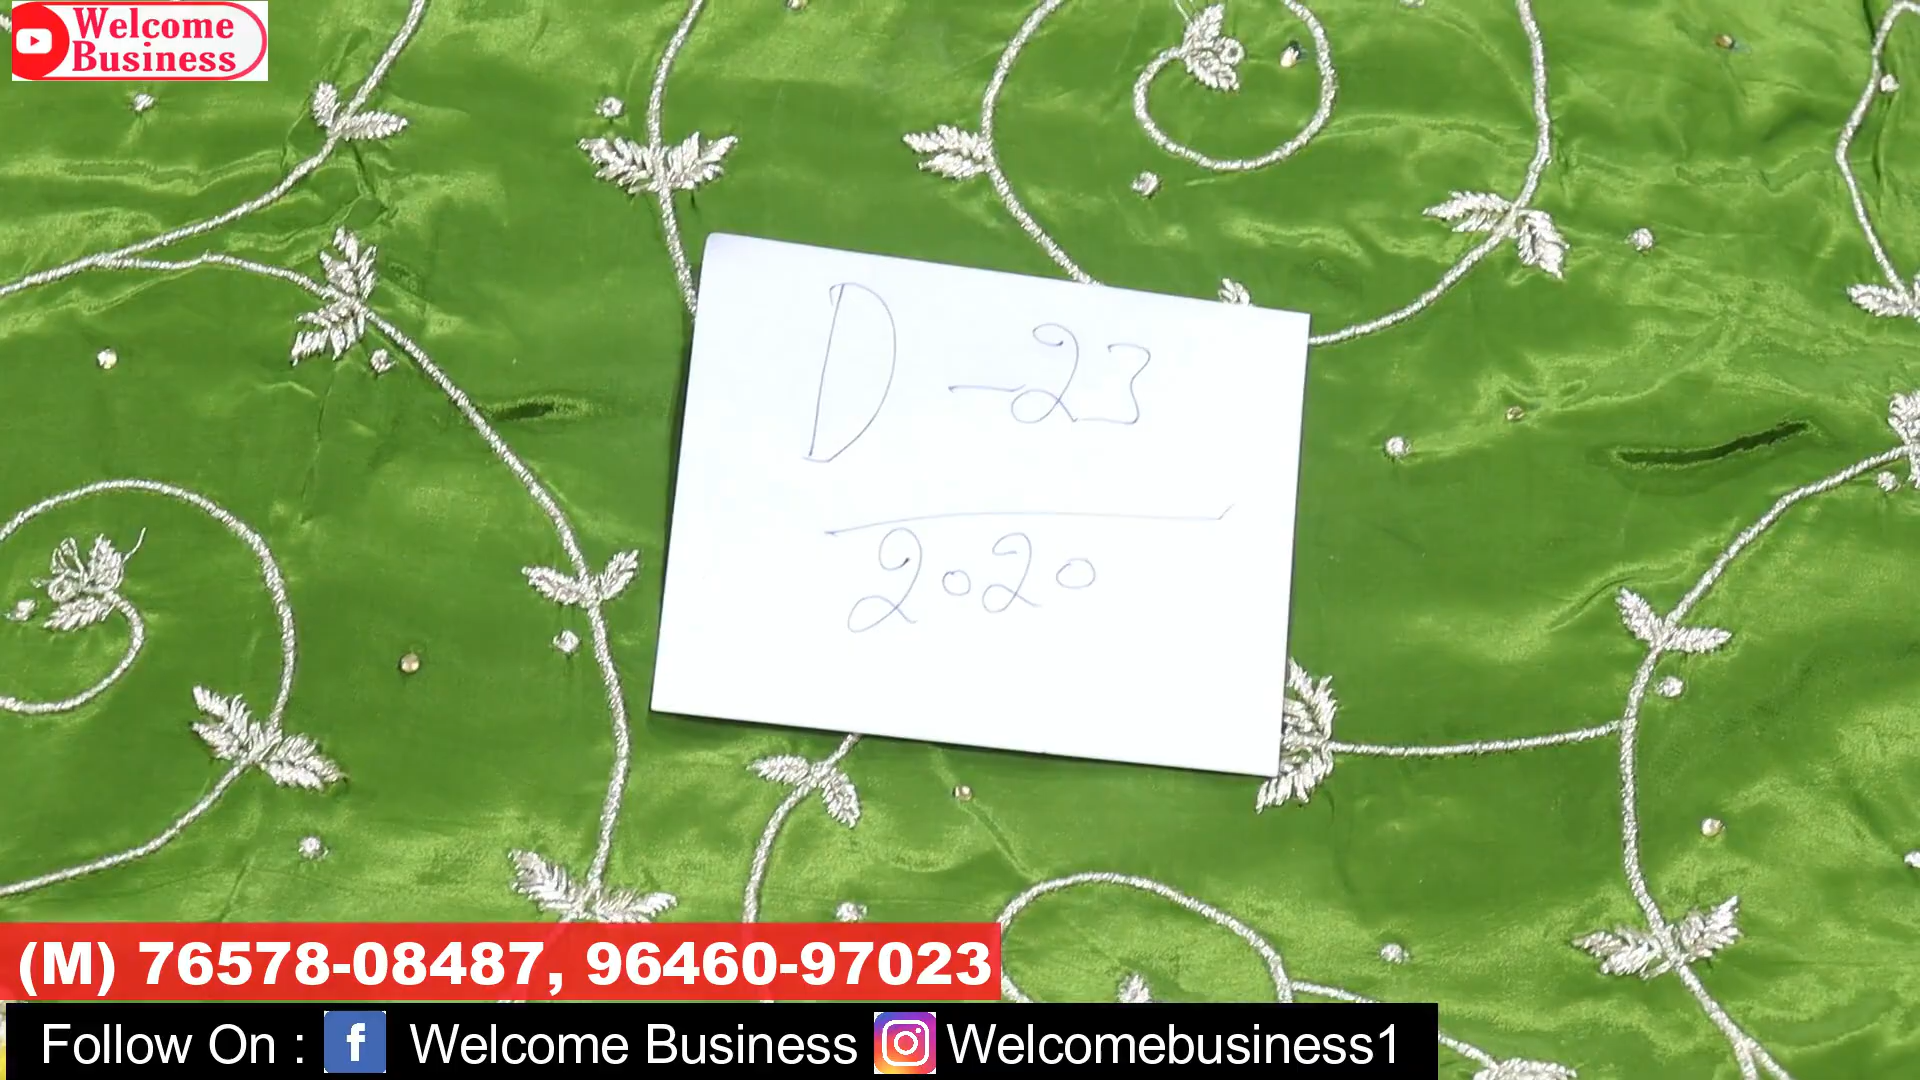 Welcome
Business
D -23
2020
(M) 76578-08487, 96460-97023
Follow On : f Welcome Business Welcomebusiness1